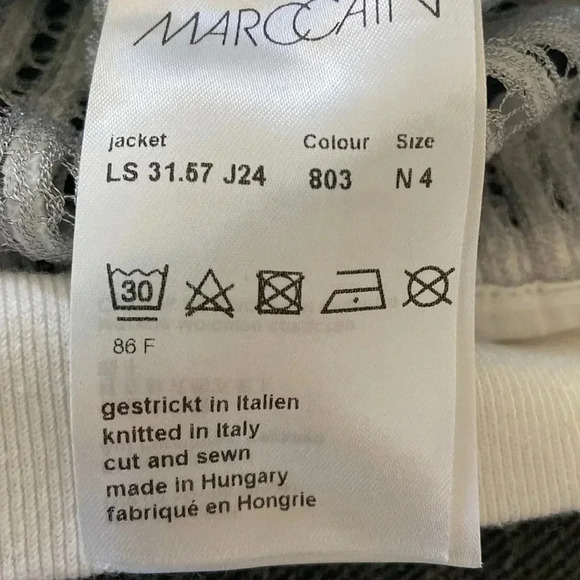 MARCCAIN
jacket Colour Size
LS 31.57 J24 803 N 4
30
86 F
gestrickt in Italien
knitted in Italy
cut and sewn
made in Hungary
fabriqué en Hongrie